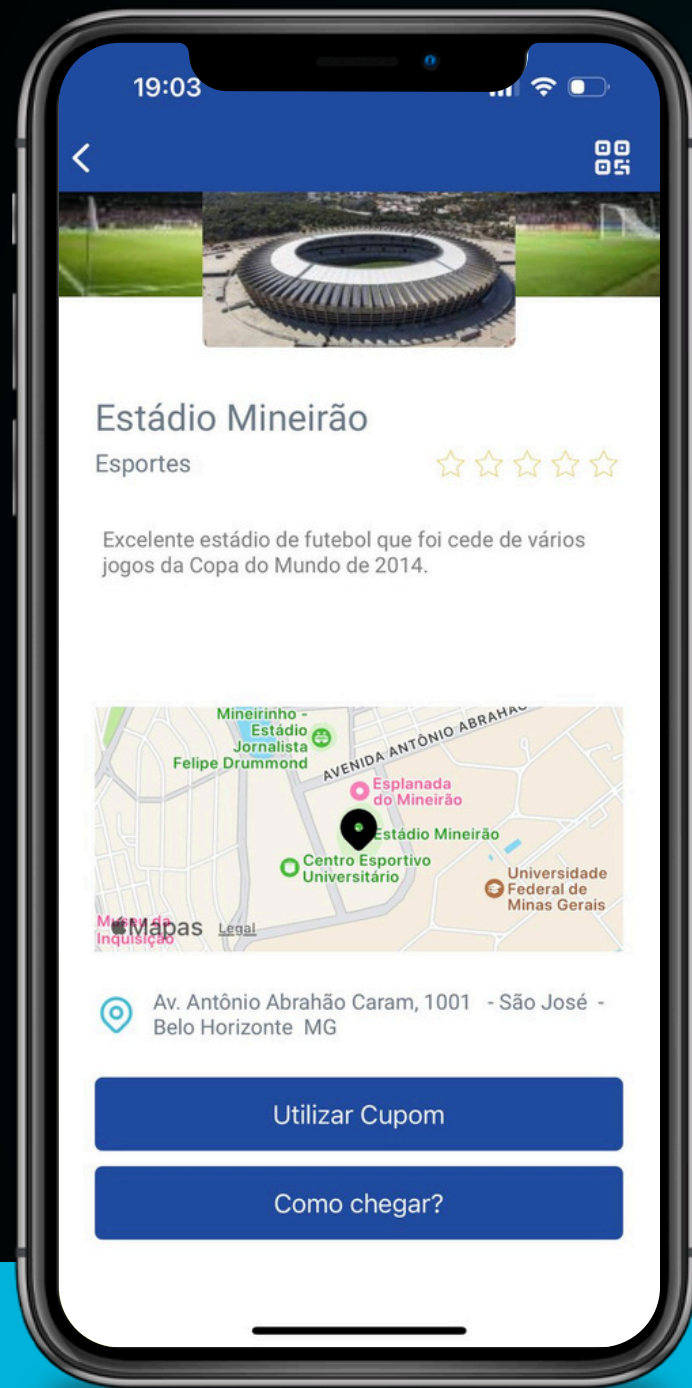 19:03
Estádio Mineirão
Esportes
Excelente estádio de futebol que foi cede de vários
jogos da Copa do Mundo de 2014.
Mineirinho -
Estádio
Jornalista
Felipe Drummond
AVENIDA ANTÔNIO ABRAHÃO
Esplanada
do Mineirão
Estádio Mineirão
Centro Esportivo
Universitário
Universidade
Federal de
Minas Gerais
Museu da
Inquisição
Mapas
Legal
Av. Antônio Abrahão Caram, 1001 - São José -
Belo Horizonte MG
Utilizar Cupom
Como chegar?